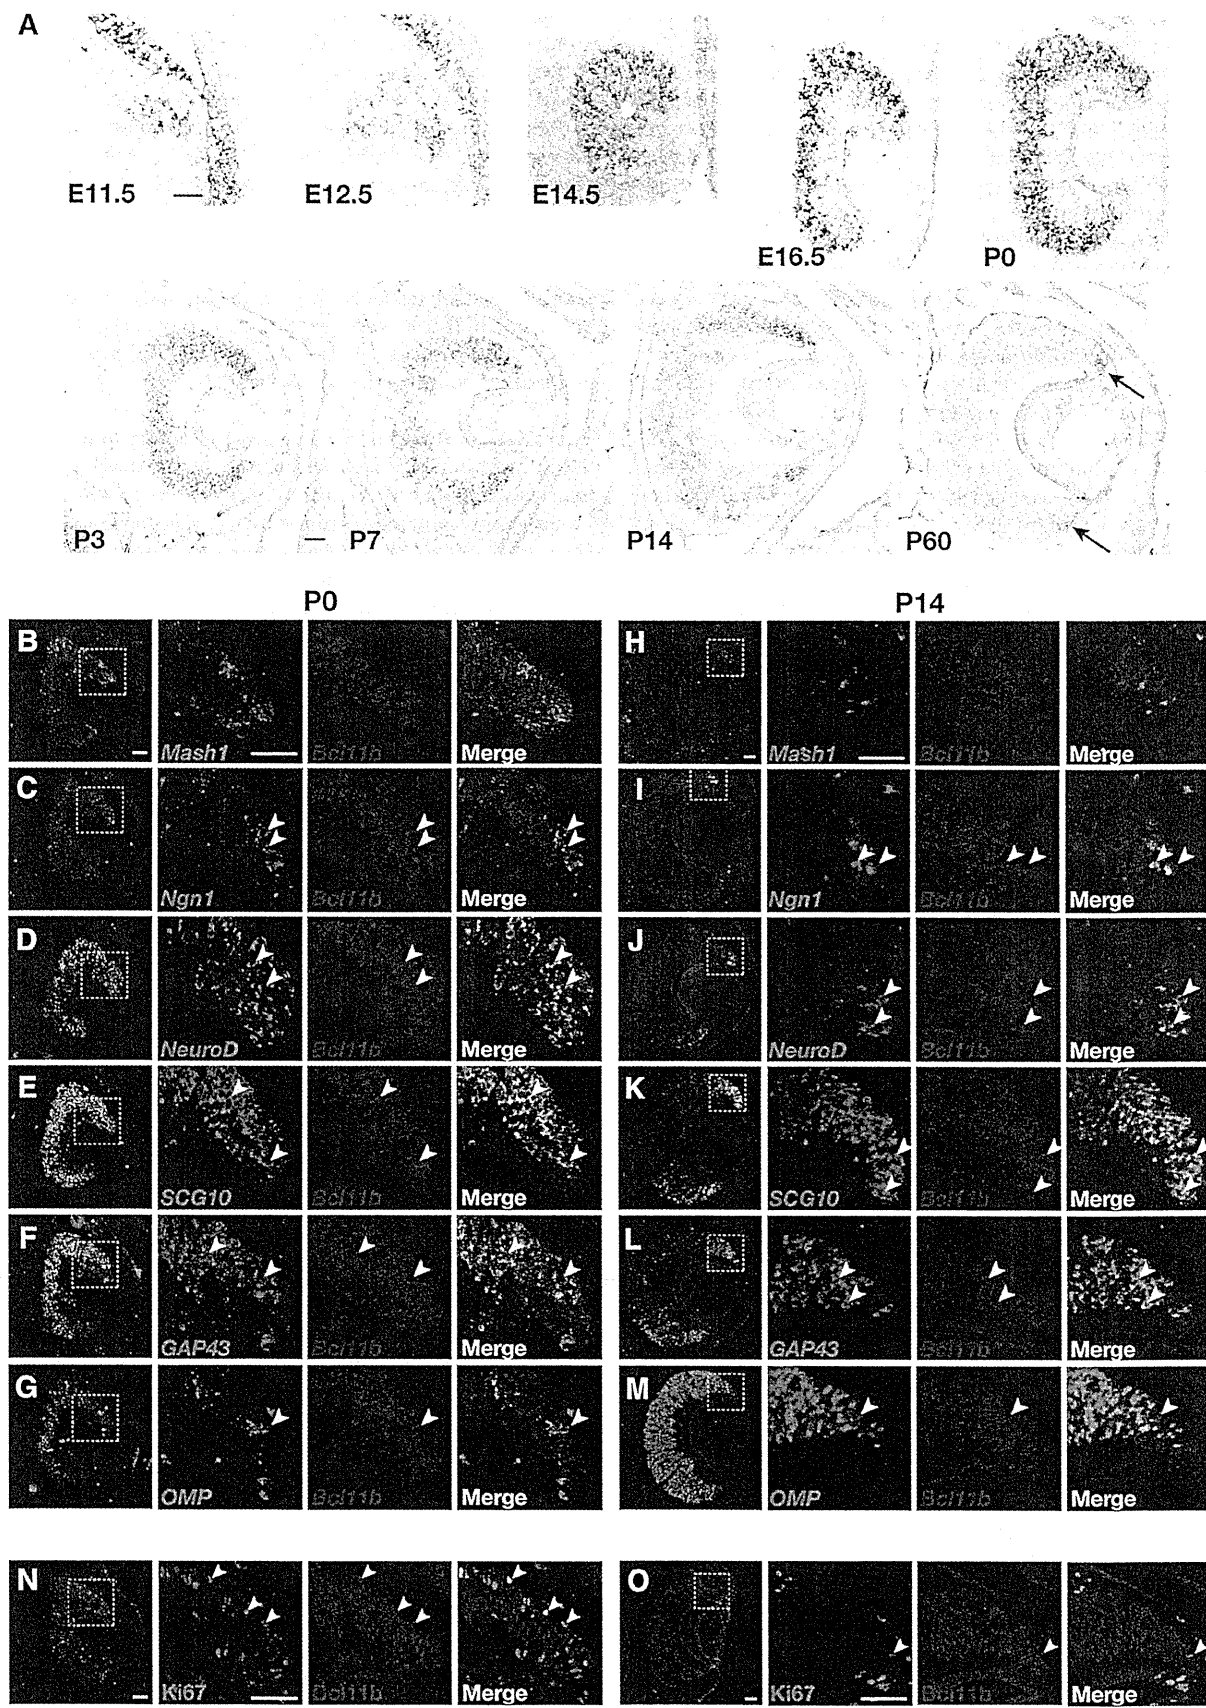 A
E11.5 E12.5 E14.5 E16.5 P0
P3 P7 P14 P60
P0 P14
B Mash1 Bcl11b Merge H Mash1 Bcl11b Merge
C Ngn1 Bcl11b Merge I Ngn1 Bcl11b Merge
D NeuroD Bcl11b Merge J NeuroD Bcl11b Merge
E SCG10 Bcl11b Merge K SCG10 Bcl11b Merge
F GAP43 Bcl11b Merge L GAP43 Bcl11b Merge
G OMP Bcl11b Merge M OMP Bcl11b Merge
N Ki67 Bcl11b Merge O Ki67 Bcl11b Merge